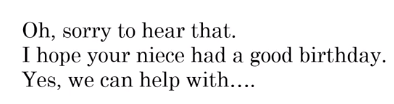 Oh, sorry to hear that.
I hope your niece had a good birthday.
Yes, we can help with….